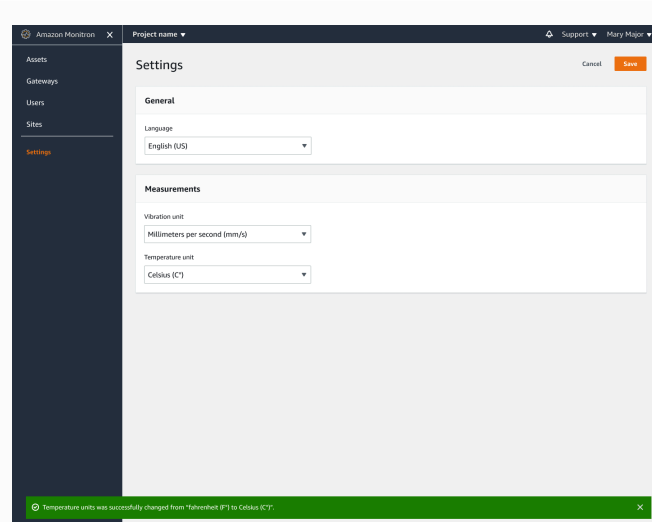 Amazon Monitron
Project name
Support
Mary Major
Assets
Gateways
Users
Sites
Settings
Settings
Cancel
Save
General
Language
English (US)
Measurements
Vibration unit
Millimeters per second (mm/s)
Temperature unit
Celsius (C°)
Temperature units was successfully changed from "fahrenheit (F°) to Celsius (C°)".